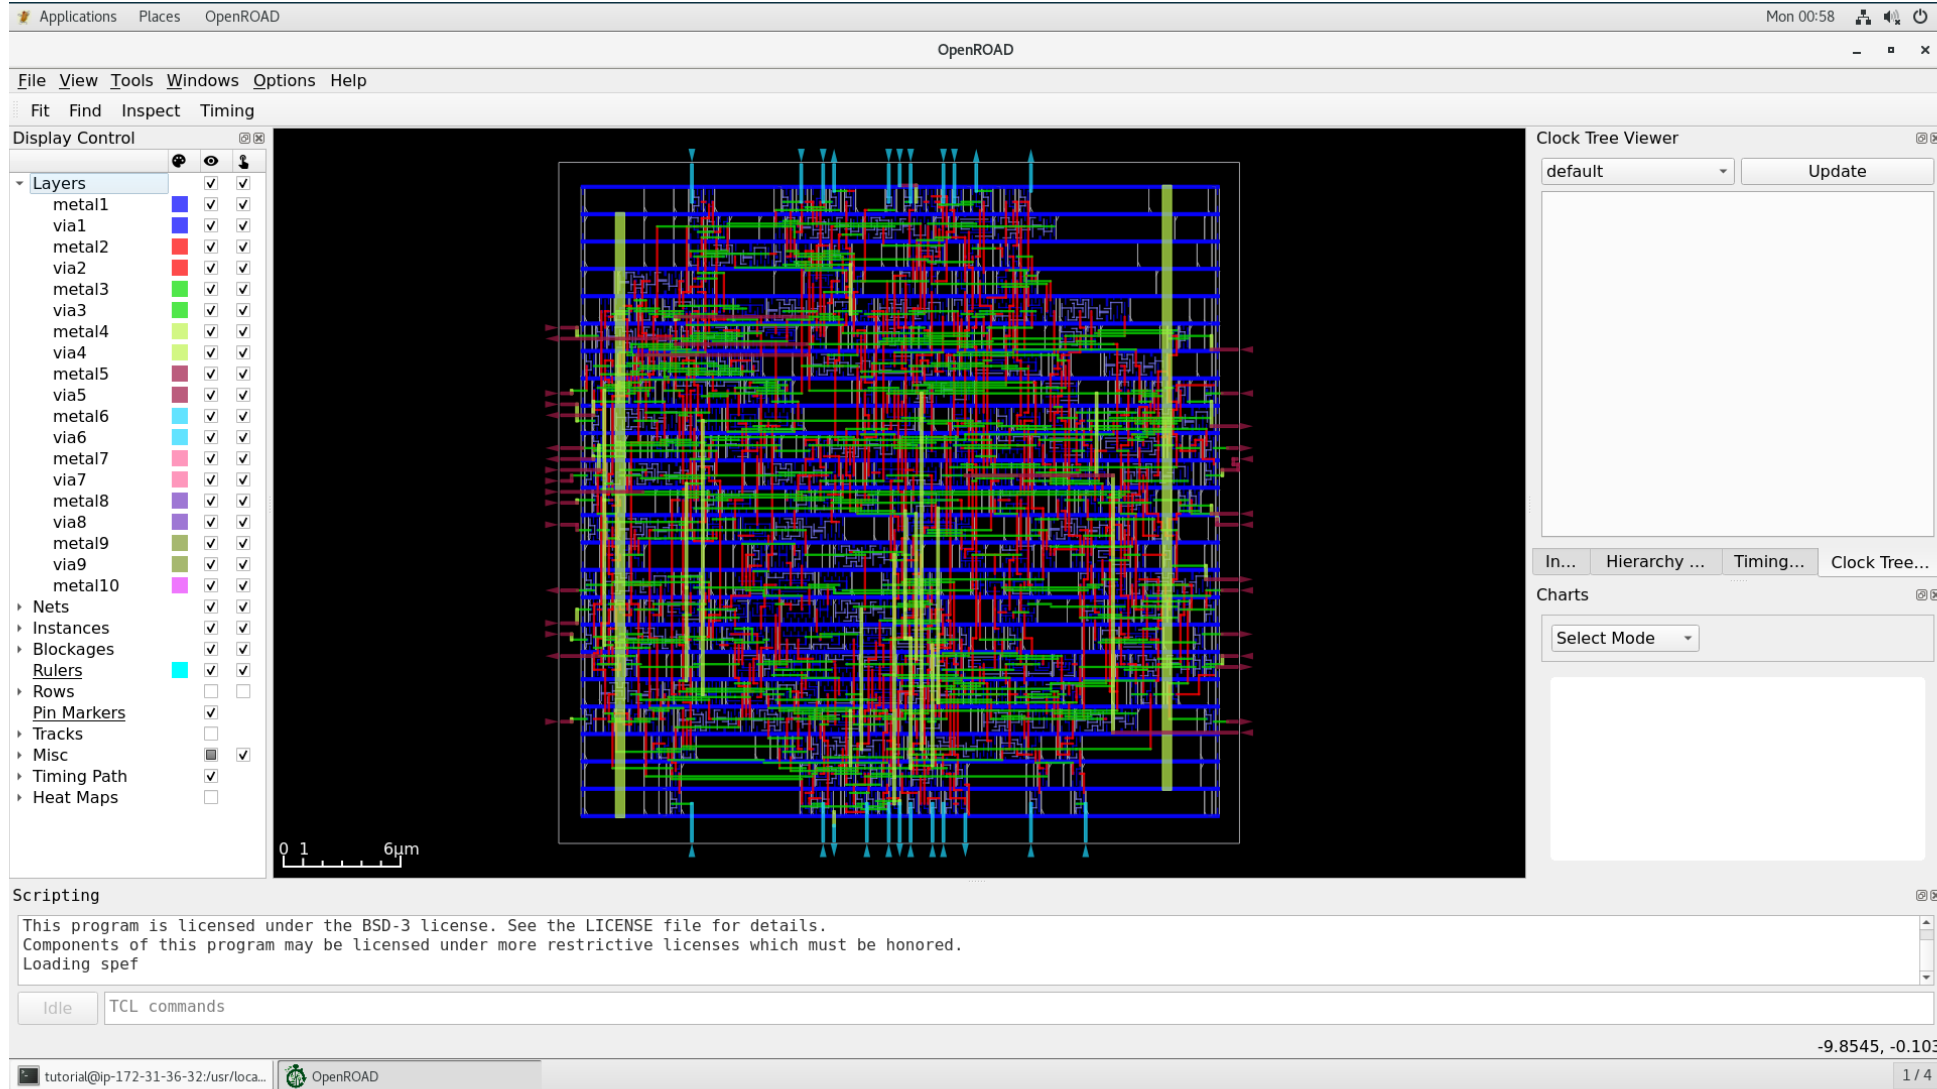 Applications Places OpenROAD Mon 00:58
OpenROAD
File View Tools Windows Options Help
Fit Find Inspect Timing
Display Control
Layers
metal1
via1
metal2
via2
metal3
via3
metal4
via4
metal5
via5
metal6
via6
metal7
via7
metal8
via8
metal9
via9
metal10
Nets
Instances
Blockages
Rulers
Rows
Pin Markers
Tracks
Misc
Timing Path
Heat Maps
0 1 6μm
Clock Tree Viewer
default Update
In... Hierarchy ... Timing... Clock Tree...
Charts
Select Mode
Scripting
This program is licensed under the BSD-3 license. See the LICENSE file for details.
Components of this program may be licensed under more restrictive licenses which must be honored.
Loading spef
Idle TCL commands
-9.8545, -0.103
tutorial@ip-172-31-36-32:/usr/loca... OpenROAD 1 / 4